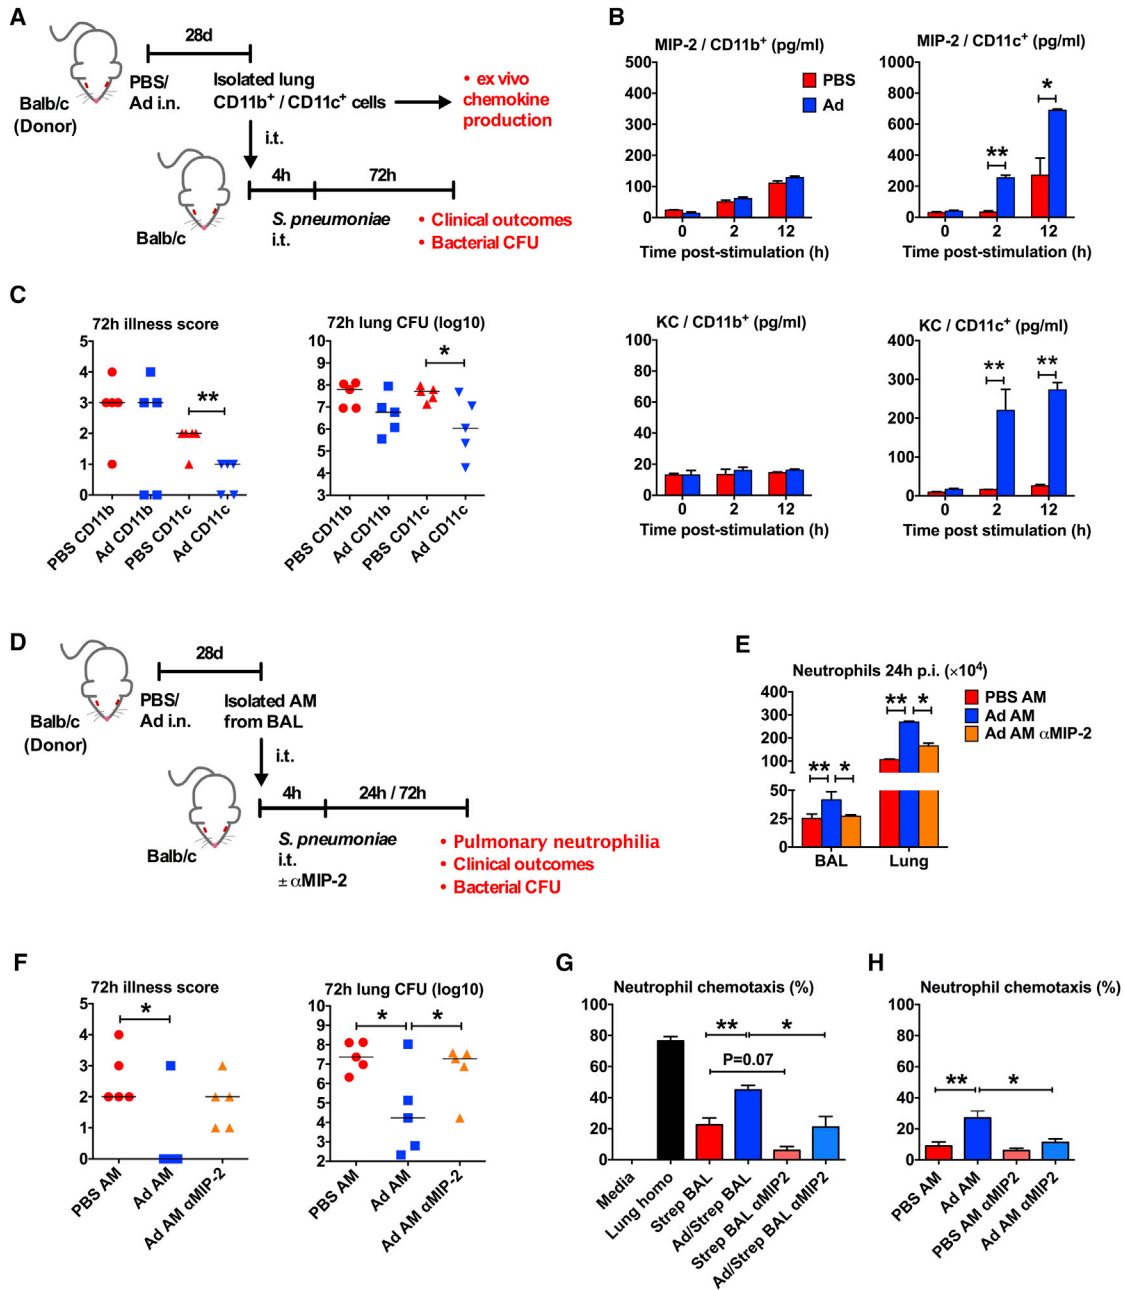 A
28d
PBS/
Ad i.n.
Balb/c
(Donor)
Isolated lung
CD11b⁺ / CD11c⁺ cells
• ex vivo
chemokine
production
i.t.
4h
72h
Balb/c
S. pneumoniae
i.t.
• Clinical outcomes
• Bacterial CFU
B
MIP-2 / CD11b⁺ (pg/ml)
500
400
300
200
100
0
PBS
Ad
0
2
12
Time post-stimulation (h)
MIP-2 / CD11c⁺ (pg/ml)
1000
800
600
400
200
0
**
*
0
2
12
Time post-stimulation (h)
KC / CD11b⁺ (pg/ml)
100
80
60
40
20
0
0
2
12
Time post-stimulation (h)
KC / CD11c⁺ (pg/ml)
400
300
200
100
0
**
**
0
2
12
Time post stimulation (h)
C
72h illness score
5
4
3
2
1
0
**
PBS CD11b
Ad CD11b
PBS CD11c
Ad CD11c
72h lung CFU (log10)
10
9
8
7
6
5
4
3
*
PBS CD11b
Ad CD11b
PBS CD11c
Ad CD11c
D
28d
PBS/
Ad i.n.
Balb/c
(Donor)
Isolated AM
from BAL
i.t.
4h
24h / 72h
Balb/c
S. pneumoniae
i.t.
± αMIP-2
• Pulmonary neutrophilia
• Clinical outcomes
• Bacterial CFU
E
Neutrophils 24h p.i. (×10⁴)
400
300
200
100
50
25
0
**
*
**
*
BAL
Lung
PBS AM
Ad AM
Ad AM αMIP-2
F
72h illness score
5
4
3
2
1
0
*
PBS AM
Ad AM
Ad AM αMIP-2
72h lung CFU (log10)
10
9
8
7
6
5
4
3
2
*
*
PBS AM
Ad AM
Ad AM αMIP-2
G
Neutrophil chemotaxis (%)
100
80
60
40
20
0
**
*
P=0.07
Media
Lung homo
Strep BAL
Ad/Strep BAL
Strep BAL αMIP2
Ad/Strep BAL αMIP2
H
Neutrophil chemotaxis (%)
100
80
60
40
20
0
**
*
PBS AM
Ad AM
PBS AM αMIP2
Ad AM αMIP2